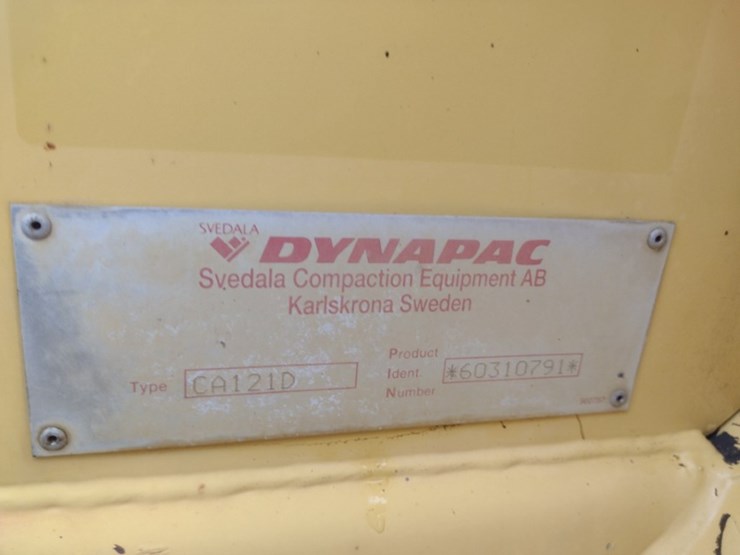 SVEDALA
DYNAPAC
Svedala Compaction Equipment AB
Karlskrona Sweden
Type CA121D
Product
Ident.
Number
*60310791*